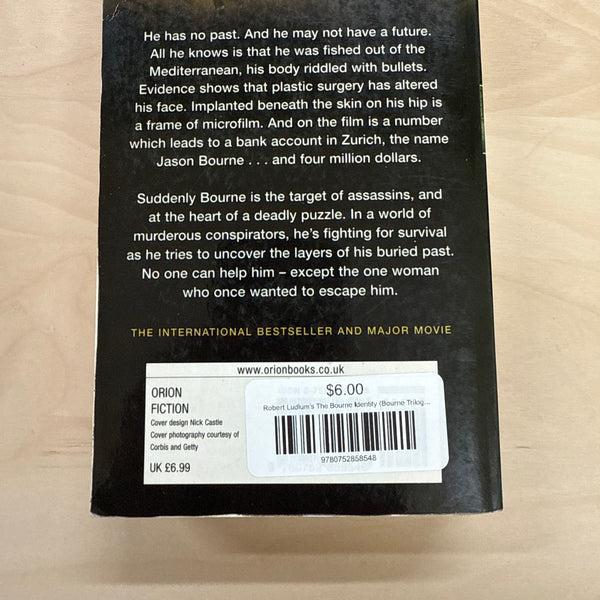 He has no past. And he may not have a future.
All he knows is that he was fished out of the
Mediterranean, his body riddled with bullets.
Evidence shows that plastic surgery has altered
his face. Implanted beneath the skin on his hip is
a frame of microfilm. And on the film is a number
which leads to a bank account in Zurich, the name
Jason Bourne . . . and four million dollars.
Suddenly Bourne is the target of assassins, and
at the heart of a deadly puzzle. In a world of
murderous conspirators, he's fighting for survival
as he tries to uncover the layers of his buried past.
No one can help him – except the one woman
who once wanted to escape him.
THE INTERNATIONAL BESTSELLER AND MAJOR MOVIE
www.orionbooks.co.uk
ORION
FICTION
Cover design Nick Castle
Cover photography courtesy of
Corbis and Getty
UK £6.99
$6.00
Robert Ludlum's The Bourne Identity (Bourne Trilog...
9780752858548